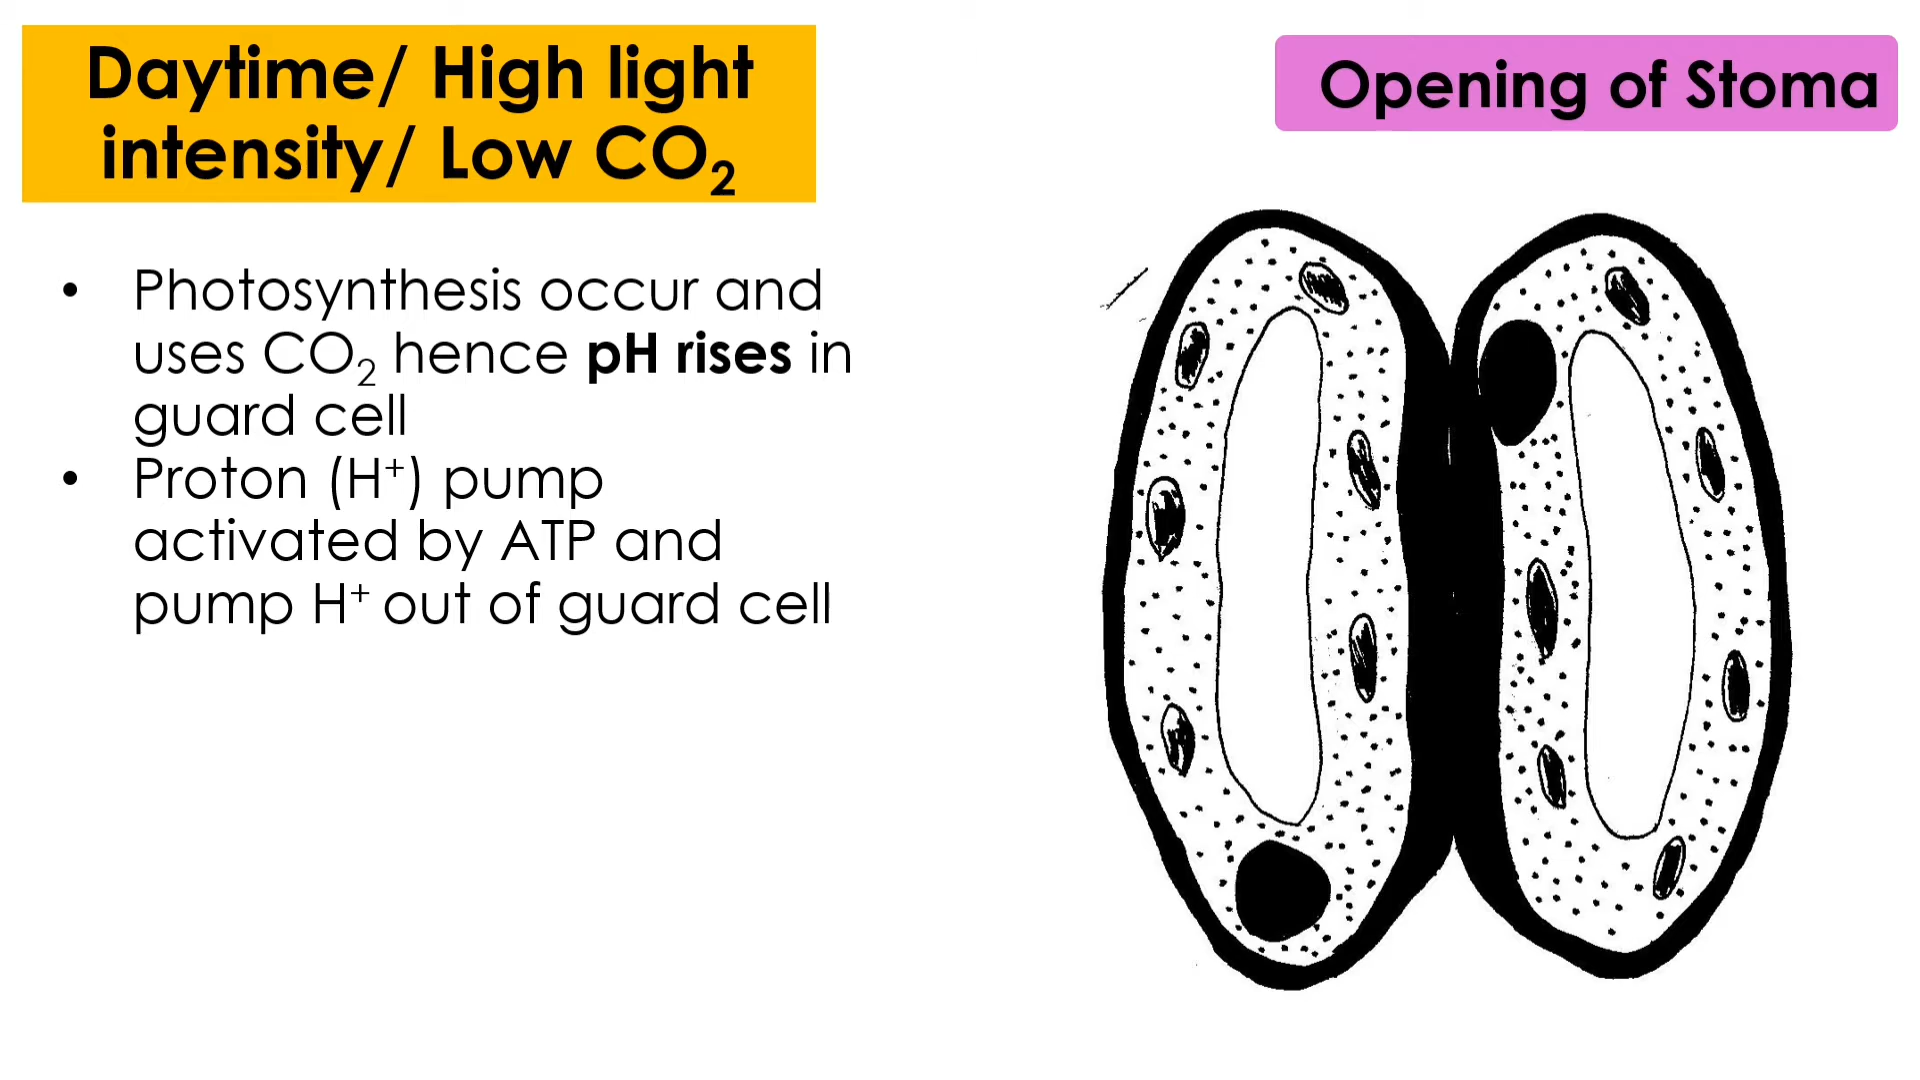 Daytime/ High light
intensity/ Low CO₂
Opening of Stoma
• Photosynthesis occur and
uses CO₂ hence pH rises in
guard cell
• Proton (H⁺) pump
activated by ATP and
pump H⁺ out of guard cell